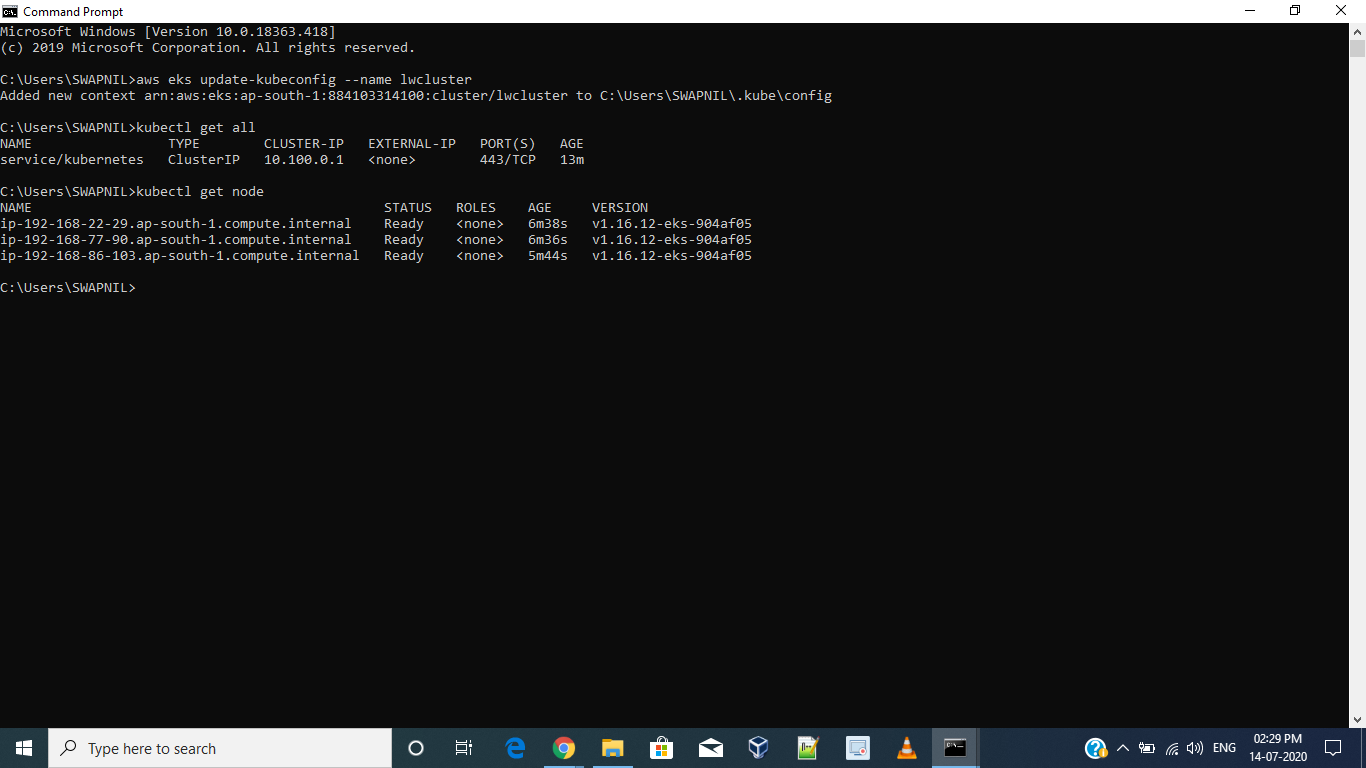 Command Prompt
Microsoft Windows [Version 10.0.18363.418]
(c) 2019 Microsoft Corporation. All rights reserved.
C:\Users\SWAPNIL>aws eks update-kubeconfig --name lwcluster
Added new context arn:aws:eks:ap-south-1:884103314100:cluster/lwcluster to C:\Users\SWAPNIL\.kube\config
C:\Users\SWAPNIL>kubectl get all
NAME TYPE CLUSTER-IP EXTERNAL-IP PORT(S) AGE
service/kubernetes ClusterIP 10.100.0.1 <none> 443/TCP 13m
C:\Users\SWAPNIL>kubectl get node
NAME STATUS ROLES AGE VERSION
ip-192-168-22-29.ap-south-1.compute.internal Ready <none> 6m38s v1.16.12-eks-904af05
ip-192-168-77-90.ap-south-1.compute.internal Ready <none> 6m36s v1.16.12-eks-904af05
ip-192-168-86-103.ap-south-1.compute.internal Ready <none> 5m44s v1.16.12-eks-904af05
C:\Users\SWAPNIL>
Type here to search
ENG
02:29 PM
14-07-2020